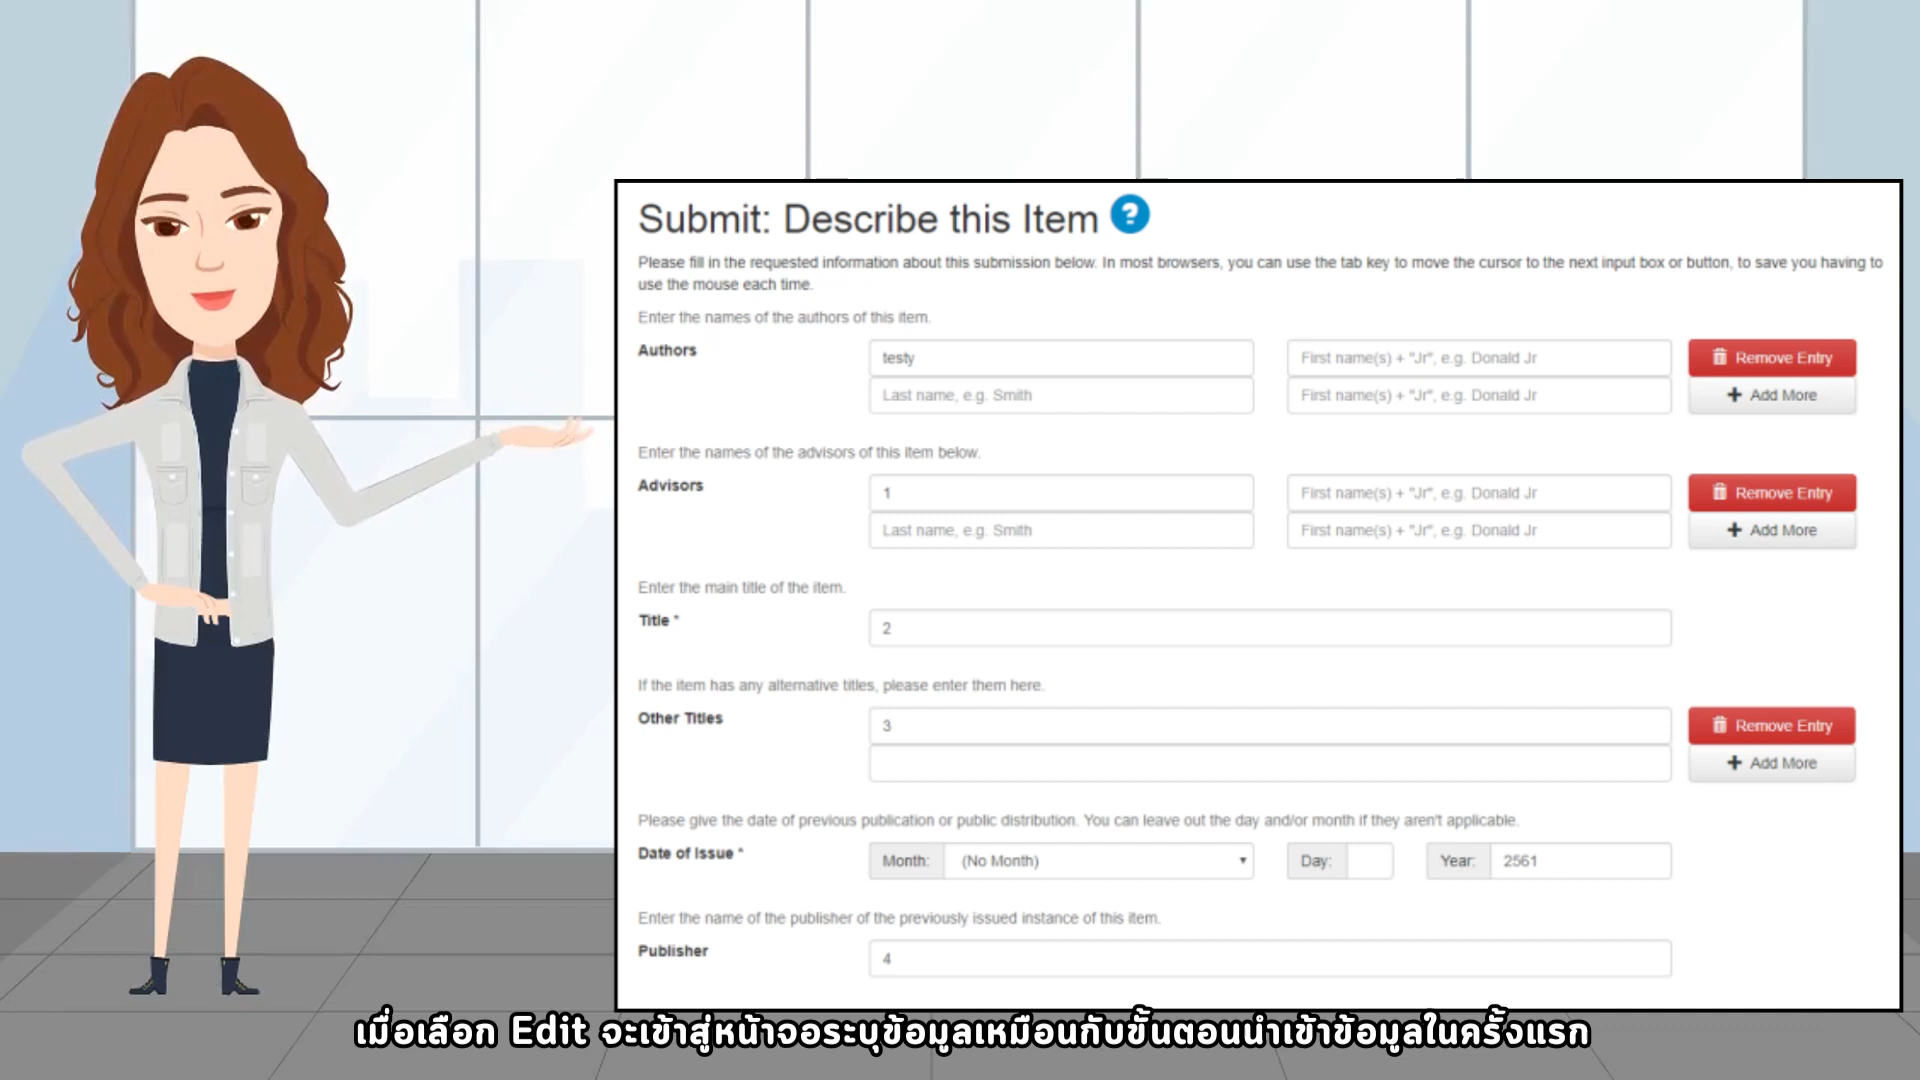 Submit: Describe this Item ?
Please fill in the requested information about this submission below. In most browsers, you can use the tab key to move the cursor to the next input box or button, to save you having to
use the mouse each time.
Enter the names of the authors of this item.
Authors testy First name(s) + "Jr", e.g. Donald Jr Remove Entry
Last name, e.g. Smith First name(s) + "Jr", e.g. Donald Jr + Add More
Enter the names of the advisors of this item below.
Advisors 1 First name(s) + "Jr", e.g. Donald Jr Remove Entry
Last name, e.g. Smith First name(s) + "Jr", e.g. Donald Jr + Add More
Enter the main title of the item.
Title * 2
If the item has any alternative titles, please enter them here.
Other Titles 3 Remove Entry
+ Add More
Please give the date of previous publication or public distribution. You can leave out the day and/or month if they aren't applicable.
Date of Issue * Month: (No Month) Day: Year: 2561
Enter the name of the publisher of the previously issued instance of this item.
Publisher 4
เมื่อเลือก Edit จะเข้าสู่หน้าจอระบุข้อมูลเหมือนกับขั้นตอนนำเข้าข้อมูลในครั้งแรก